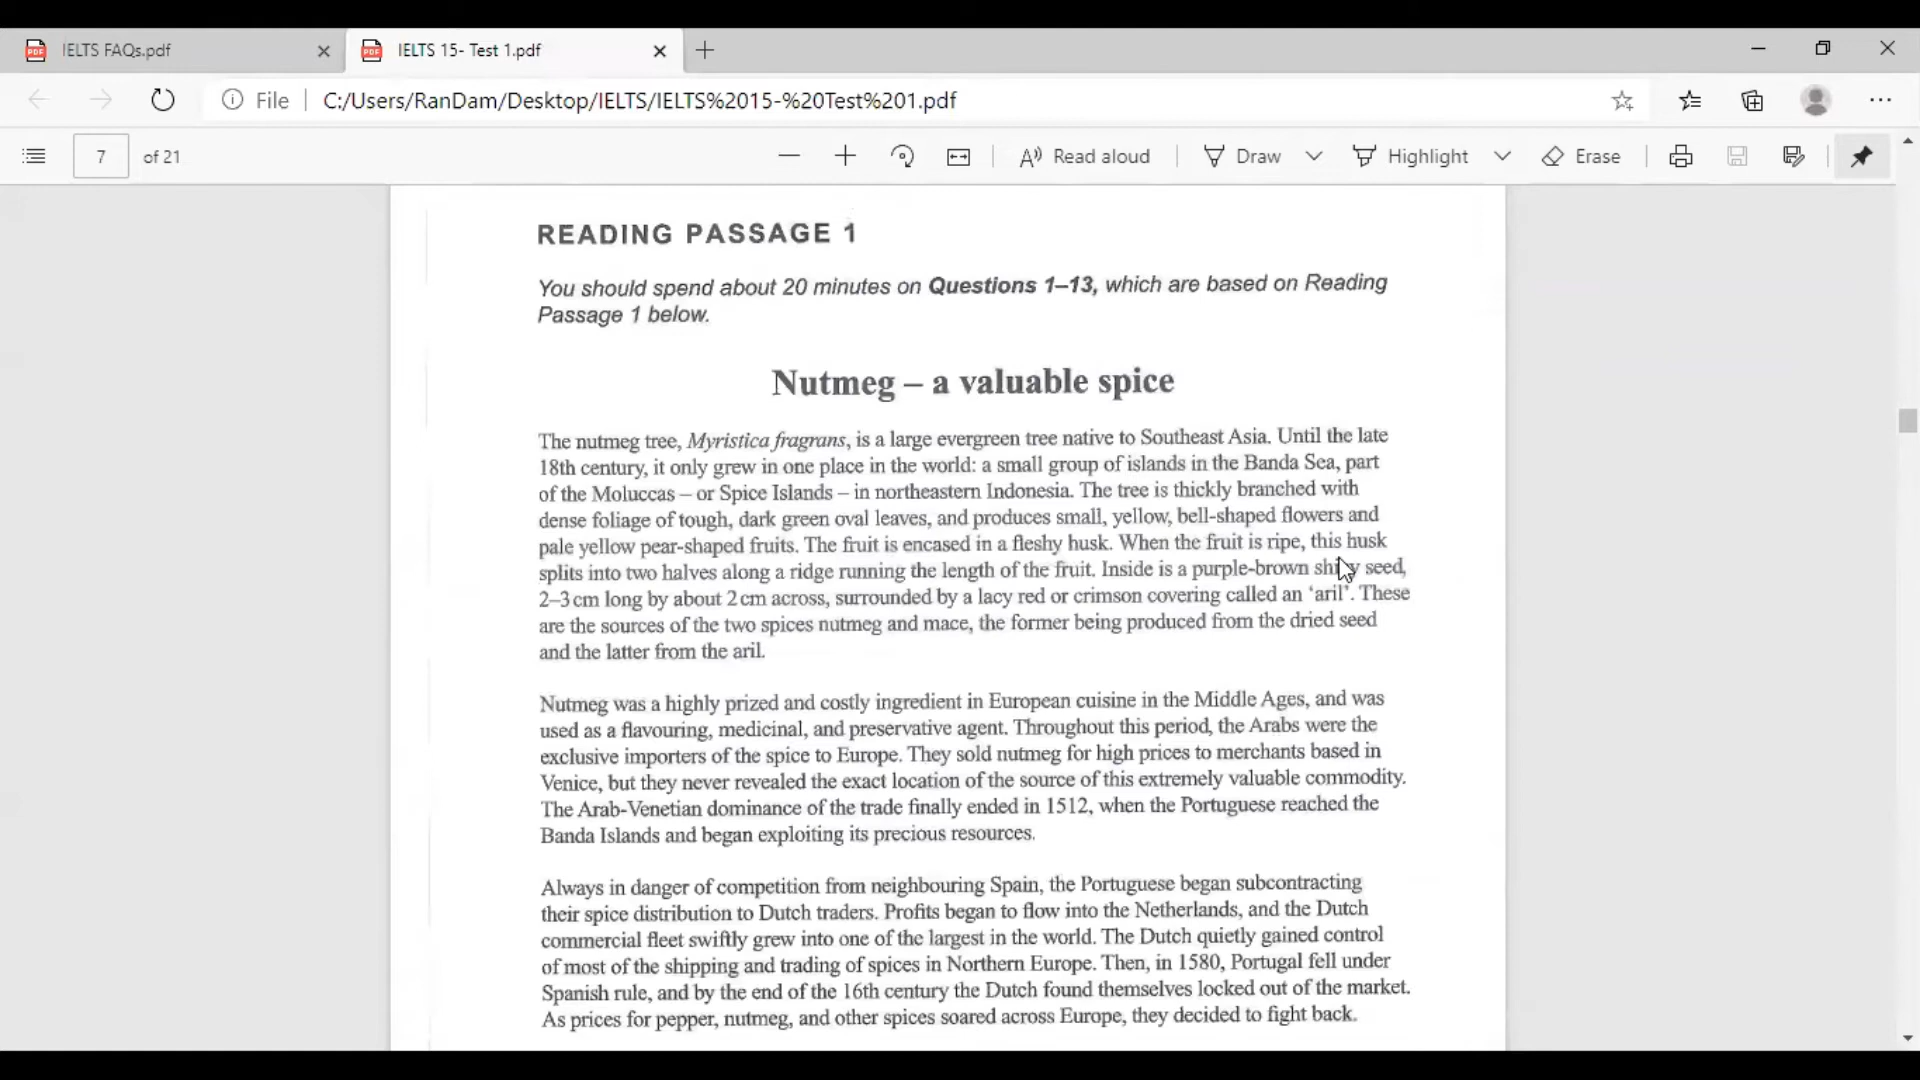 IELTS FAQs.pdf
IELTS 15- Test 1.pdf
File
C:/Users/RanDam/Desktop/IELTS/IELTS%2015-%20Test%201.pdf
7 of 21
Read aloud
Draw
Highlight
Erase
READING PASSAGE 1
You should spend about 20 minutes on Questions 1–13, which are based on Reading
Passage 1 below.
Nutmeg – a valuable spice
The nutmeg tree, Myristica fragrans, is a large evergreen tree native to Southeast Asia. Until the late
18th century, it only grew in one place in the world: a small group of islands in the Banda Sea, part
of the Moluccas – or Spice Islands – in northeastern Indonesia. The tree is thickly branched with
dense foliage of tough, dark green oval leaves, and produces small, yellow, bell-shaped flowers and
pale yellow pear-shaped fruits. The fruit is encased in a fleshy husk. When the fruit is ripe, this husk
splits into two halves along a ridge running the length of the fruit. Inside is a purple-brown shiny seed,
2–3 cm long by about 2 cm across, surrounded by a lacy red or crimson covering called an ‘aril’. These
are the sources of the two spices nutmeg and mace, the former being produced from the dried seed
and the latter from the aril.
Nutmeg was a highly prized and costly ingredient in European cuisine in the Middle Ages, and was
used as a flavouring, medicinal, and preservative agent. Throughout this period, the Arabs were the
exclusive importers of the spice to Europe. They sold nutmeg for high prices to merchants based in
Venice, but they never revealed the exact location of the source of this extremely valuable commodity.
The Arab-Venetian dominance of the trade finally ended in 1512, when the Portuguese reached the
Banda Islands and began exploiting its precious resources.
Always in danger of competition from neighbouring Spain, the Portuguese began subcontracting
their spice distribution to Dutch traders. Profits began to flow into the Netherlands, and the Dutch
commercial fleet swiftly grew into one of the largest in the world. The Dutch quietly gained control
of most of the shipping and trading of spices in Northern Europe. Then, in 1580, Portugal fell under
Spanish rule, and by the end of the 16th century the Dutch found themselves locked out of the market.
As prices for pepper, nutmeg, and other spices soared across Europe, they decided to fight back.